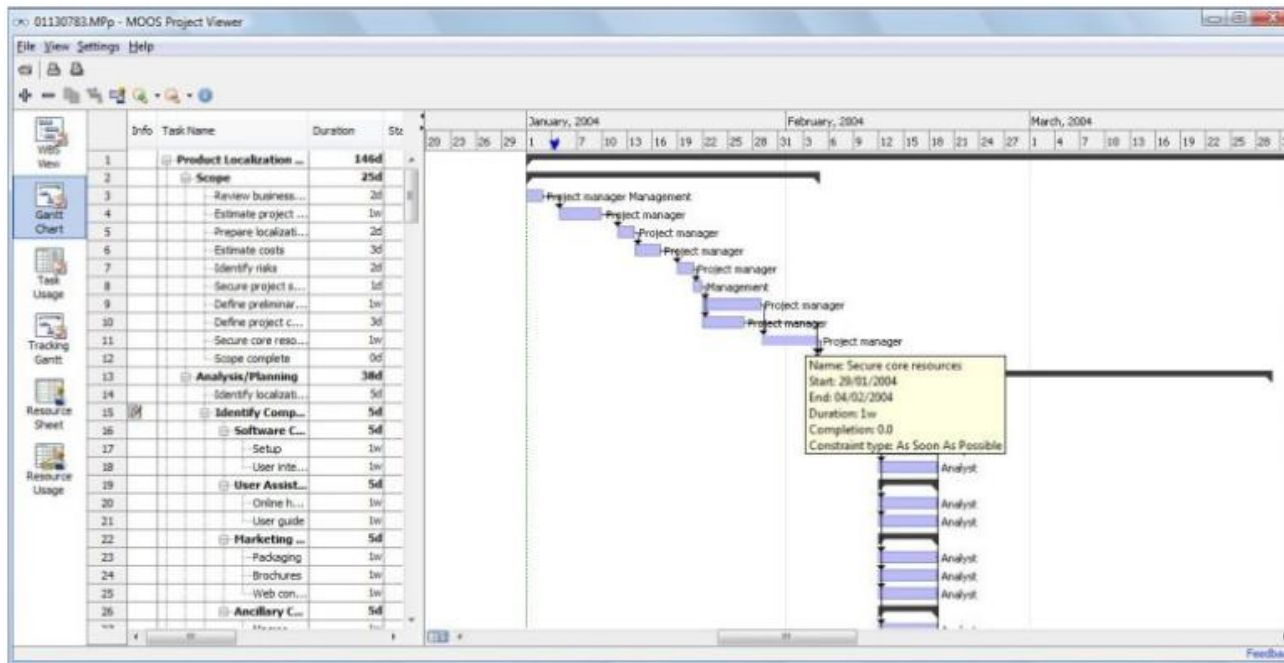 01130783.MPp - MOOS Project Viewer
File View Settings Help
WBS View
Gantt Chart
Task Usage
Tracking Gantt
Resource Sheet
Resource Usage
Info Task Name Duration
1 Product Localization ... 146d
2 Scope 25d
3 Review business... 2d
4 Estimate project ... 1w
5 Prepare localizati... 2d
6 Estimate costs 3d
7 Identify risks 2d
8 Secure project s... 1d
9 Define preliminar... 1w
10 Define project c... 3d
11 Secure core reso... 1w
12 Scope complete 0d
13 Analysis/Planning 38d
14 Identify localizati... 5d
15 Identify Comp... 5d
16 Software C... 5d
17 Setup 1w
18 User inte... 1w
19 User Assist... 5d
20 Online h... 1w
21 User guide 1w
22 Marketing ... 5d
23 Packaging 1w
24 Brochures 1w
25 Web con... 1w
26 Ancillary C... 5d
January, 2004 February, 2004 March, 2004
20 23 26 29 1 7 10 13 16 19 22 25 28 31 3 6 9 12 15 18 21 24 27 1 4 7 10 13 16 19 22 25 28
Project manager Management
Project manager
Project manager
Project manager
Project manager
Management
Project manager
Project manager
Project manager
Name: Secure core resources
Start: 29/01/2004
End: 04/02/2004
Duration: 1w
Completion: 0.0
Constraint type: As Soon As Possible
Analyst
Analyst
Analyst
Analyst
Analyst
Analyst